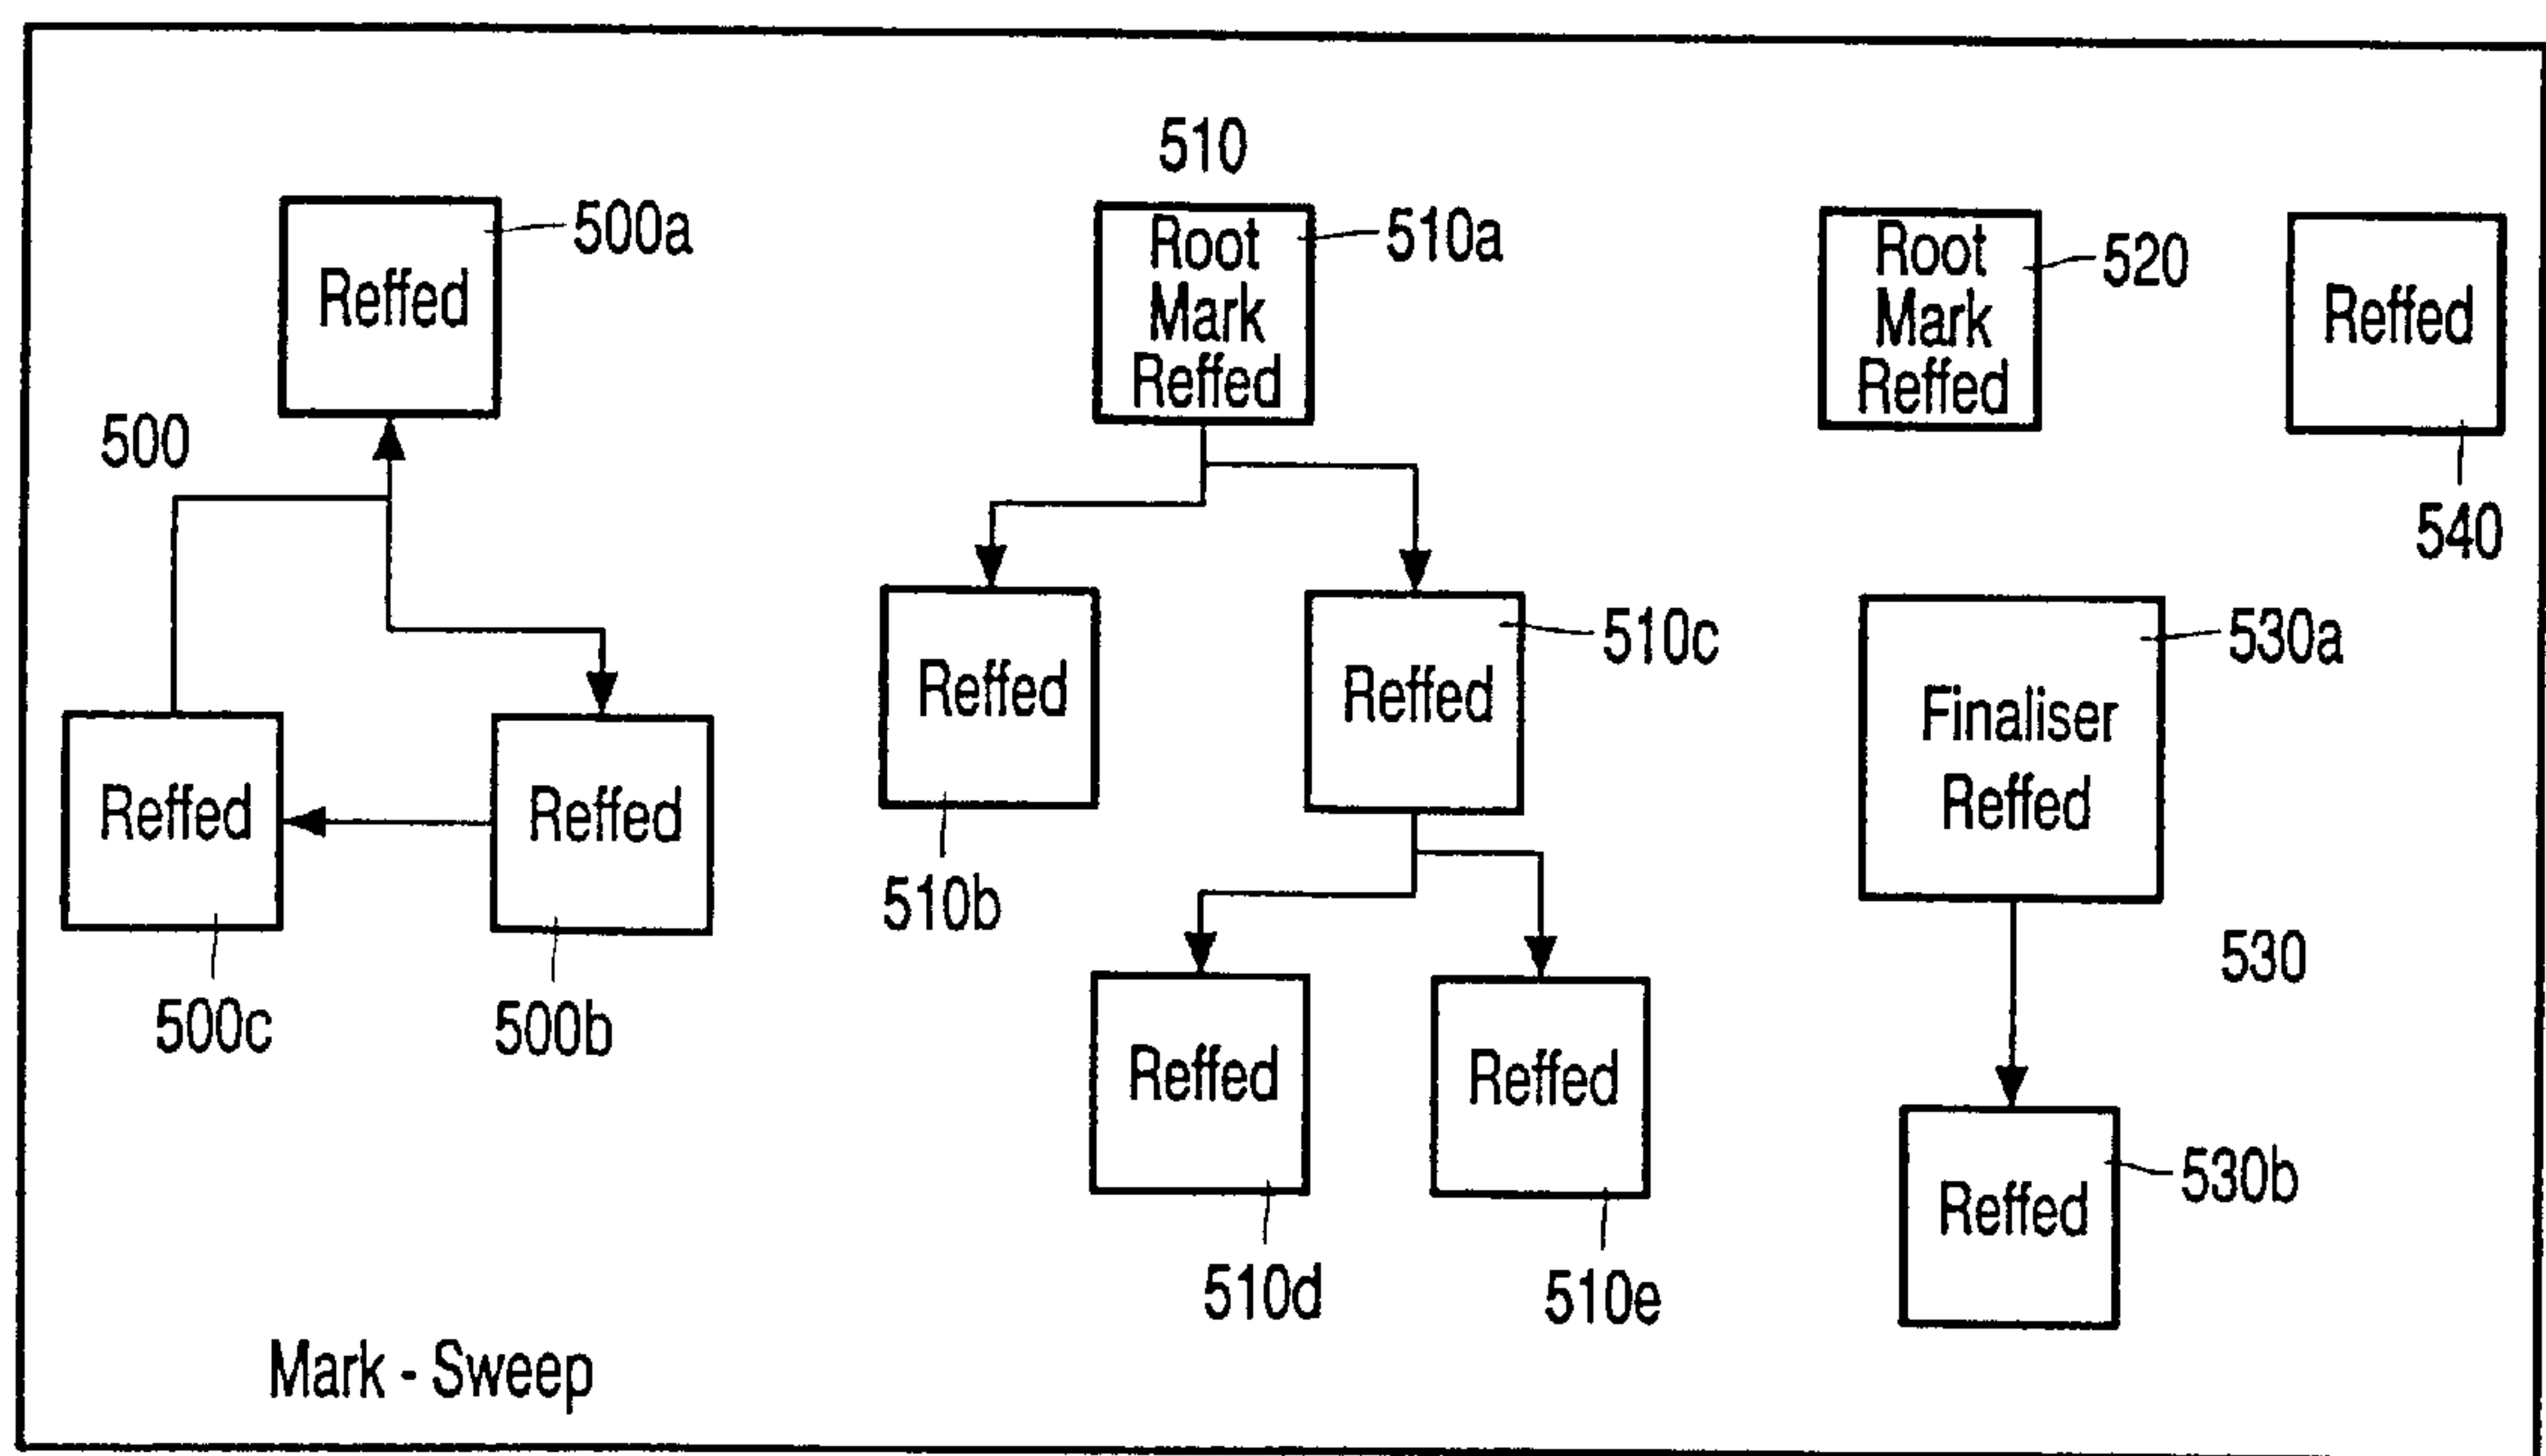 510
500a
Reffed
Root
Mark
Reffed
510a
Root
Mark
Reffed
520
Reffed
540
500
Reffed
500c
Reffed
500b
Reffed
510b
Reffed
510c
Reffed
510d
Reffed
510e
Finaliser
Reffed
530a
530
Reffed
530b
Mark - Sweep